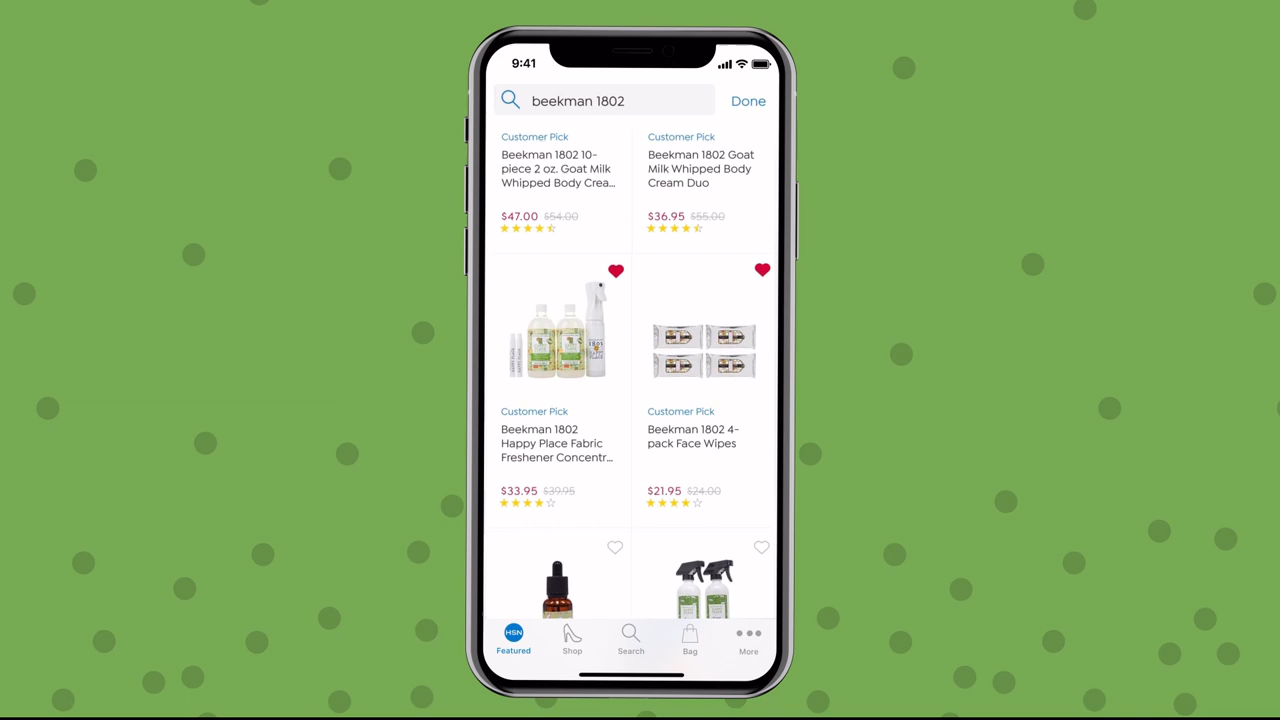 9:41
beekman 1802
Done
Customer Pick
Beekman 1802 10-
piece 2 oz. Goat Milk
Whipped Body Crea...
$47.00 $54.00
Customer Pick
Beekman 1802 Goat
Milk Whipped Body
Cream Duo
$36.95 $55.00
Customer Pick
Beekman 1802
Happy Place Fabric
Freshener Concentr...
$33.95 $39.95
Customer Pick
Beekman 1802 4-
pack Face Wipes
$21.95 $24.00
HSN
Featured
Shop
Search
Bag
More